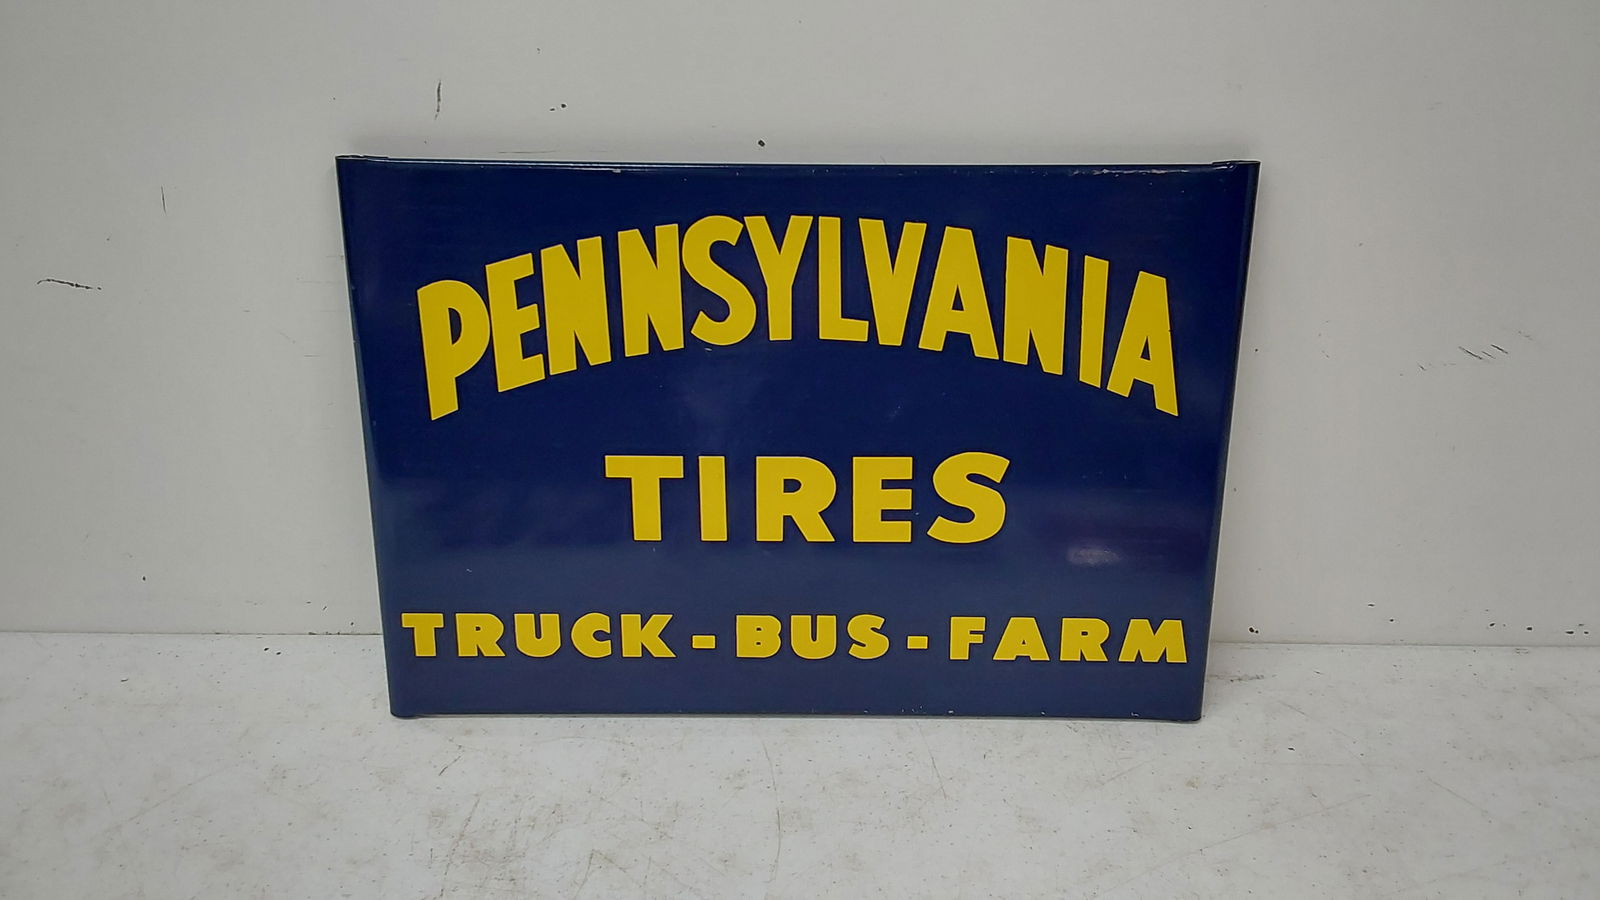 PENNSYLVANIA
TIRES
TRUCK - BUS - FARM